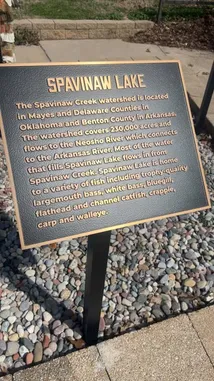 SPAVINAW LAKE
The Spavinaw Creek watershed is located
in Mayes and Delaware Counties in
Oklahoma and Benton County in Arkansas.
The watershed covers 230,000 acres and
flows to the Neosho River which connects
to the Arkansas River. Most of the water
that fills Spavinaw Lake flows in from
Spavinaw Creek. Spavinaw Lake is home
to a variety of fish including trophy quality
largemouth bass, white bass, bluegill,
flathead and channel catfish, crappie,
carp and walleye.